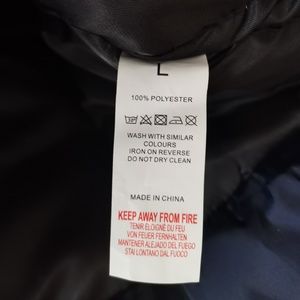 L
100% POLYESTER
WASH WITH SIMILAR
COLOURS
IRON ON REVERSE
DO NOT DRY CLEAN
MADE IN CHINA
KEEP AWAY FROM FIRE
TENIR ÉLOIGNÉ DU FEU
VON FEUER FERNHALTEN
MANTENER ALEJADO DEL FUEGO
STAI LONTANO DAL FUOCO